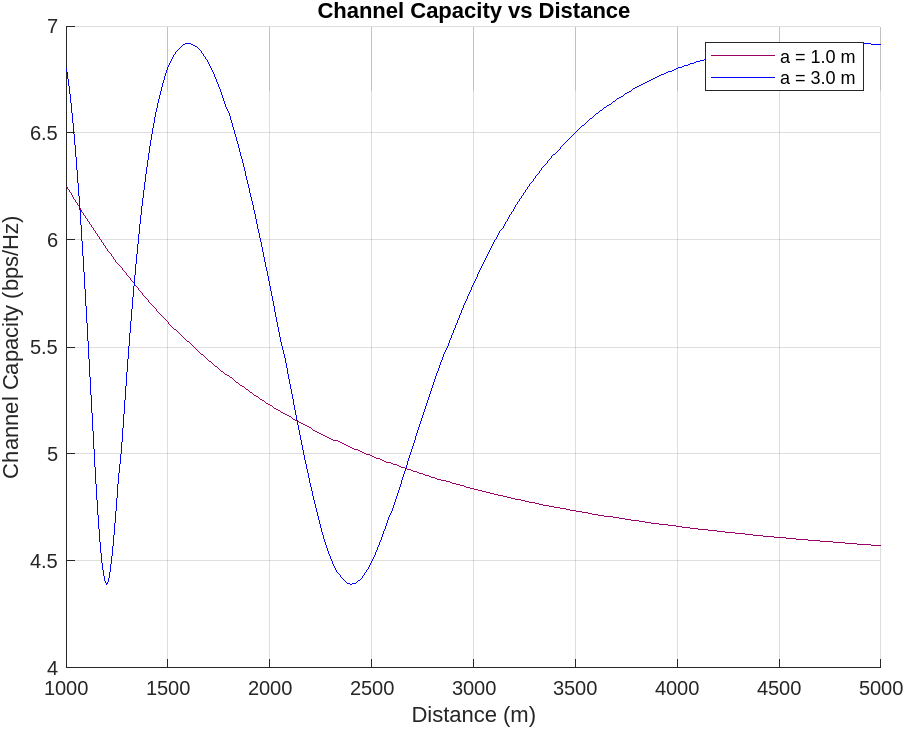 Channel Capacity vs Distance
7
6.5
6
5.5
5
4.5
4
Channel Capacity (bps/Hz)
a = 1.0 m
a = 3.0 m
1000 1500 2000 2500 3000 3500 4000 4500 5000
Distance (m)